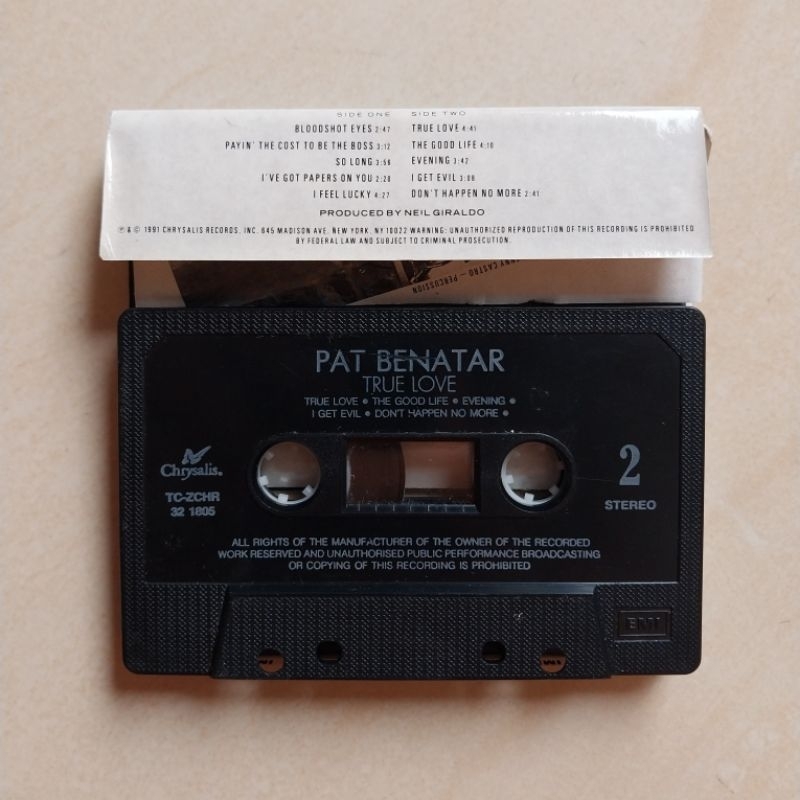 SIDE ONE SIDE TWO
BLOODSHOT EYES 2:47 TRUE LOVE 4:41
PAYIN' THE COST TO BE THE BOSS 3:12 THE GOOD LIFE 4:10
SO LONG 3:56 EVENING 3:42
I'VE GOT PAPERS ON YOU 2:20 I GET EVIL 3:08
I FEEL LUCKY 4:27 DON'T HAPPEN NO MORE 2:41
PRODUCED BY NEIL GIRALDO
℗ & © 1991 CHRYSALIS RECORDS, INC. 645 MADISON AVE. NEW YORK, NY 10022 WARNING: UNAUTHORIZED REPRODUCTION OF THIS RECORDING IS PROHIBITED
BY FEDERAL LAW AND SUBJECT TO CRIMINAL PROSECUTION.
CASTRO – PERCUSSION
PAT BENATAR
TRUE LOVE
TRUE LOVE • THE GOOD LIFE • EVENING •
I GET EVIL • DON'T HAPPEN NO MORE •
Chrysalis®
TC-ZCHR
32 1805
2
STEREO
ALL RIGHTS OF THE MANUFACTURER OF THE OWNER OF THE RECORDED
WORK RESERVED AND UNAUTHORISED PUBLIC PERFORMANCE BROADCASTING
OR COPYING OF THIS RECORDING IS PROHIBITED
EMI